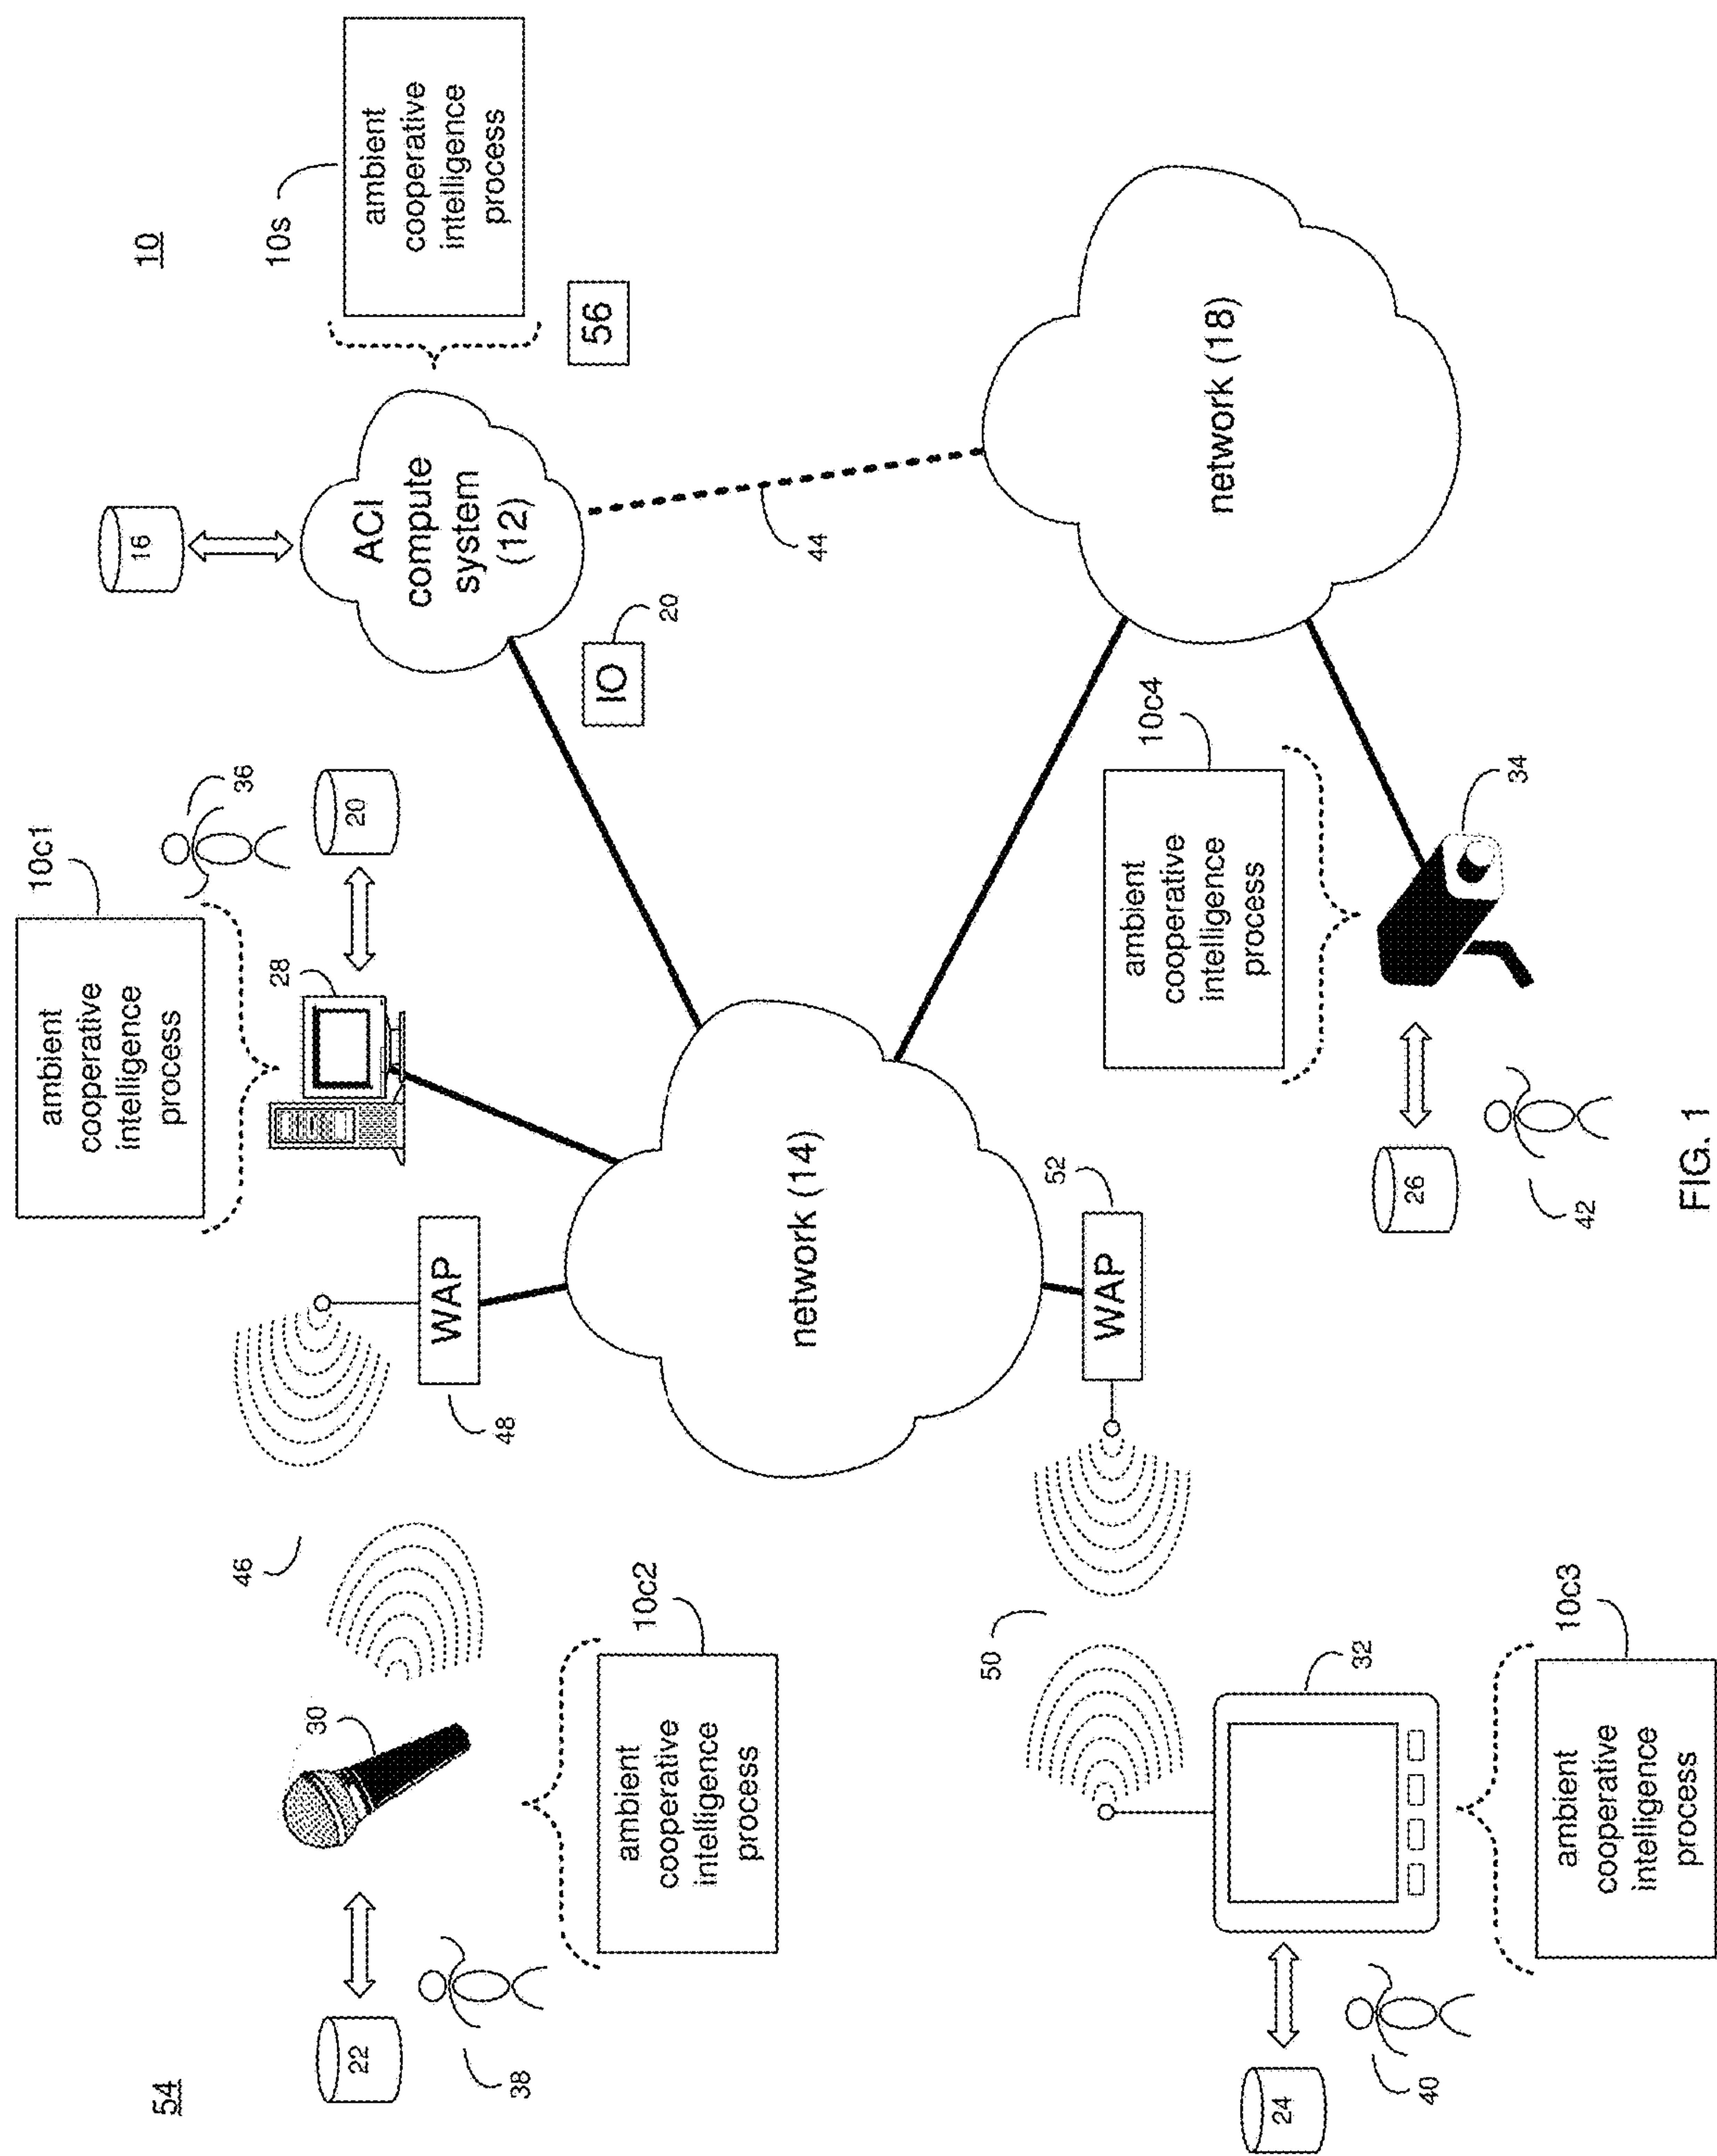 54
10
10c1
ambient
cooperative
intelligence
process
36
20
28
16
ACI
compute
system
(12)
10s
ambient
cooperative
intelligence
process
56
IO
20
44
46
WAP
48
30
22
38
10c2
ambient
cooperative
intelligence
process
network (14)
network (18)
WAP
52
50
32
24
40
10c3
ambient
cooperative
intelligence
process
10c4
ambient
cooperative
intelligence
process
34
26
42
FIG. 1